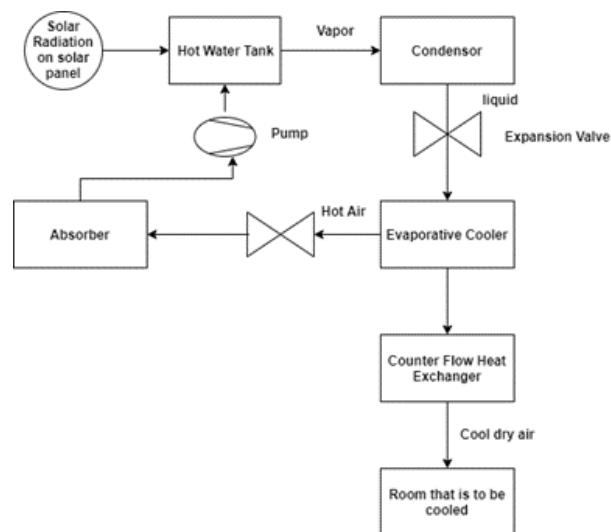 Solar
Radiation
on solar
panel
Hot Water Tank
Vapor
Condensor
liquid
Pump
Expansion Valve
Absorber
Hot Air
Evaporative Cooler
Counter Flow Heat
Exchanger
Cool dry air
Room that is to be
cooled